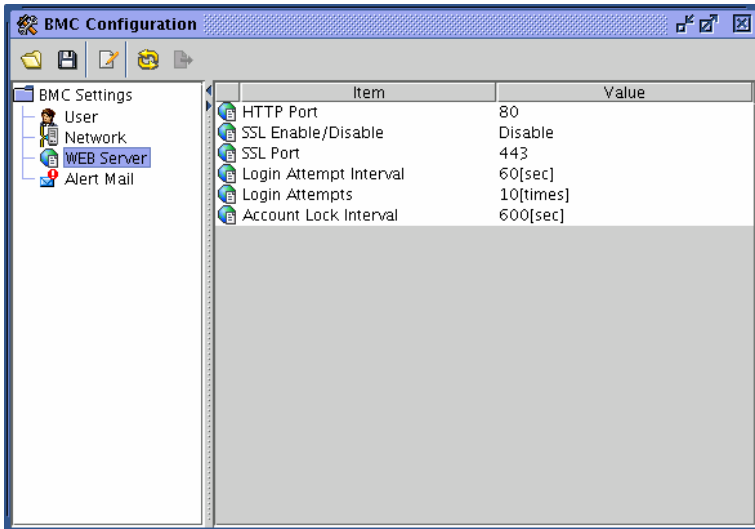 BMC Configuration
BMC Settings
User
Network
WEB Server
Alert Mail
Item Value
HTTP Port 80
SSL Enable/Disable Disable
SSL Port 443
Login Attempt Interval 60[sec]
Login Attempts 10[times]
Account Lock Interval 600[sec]